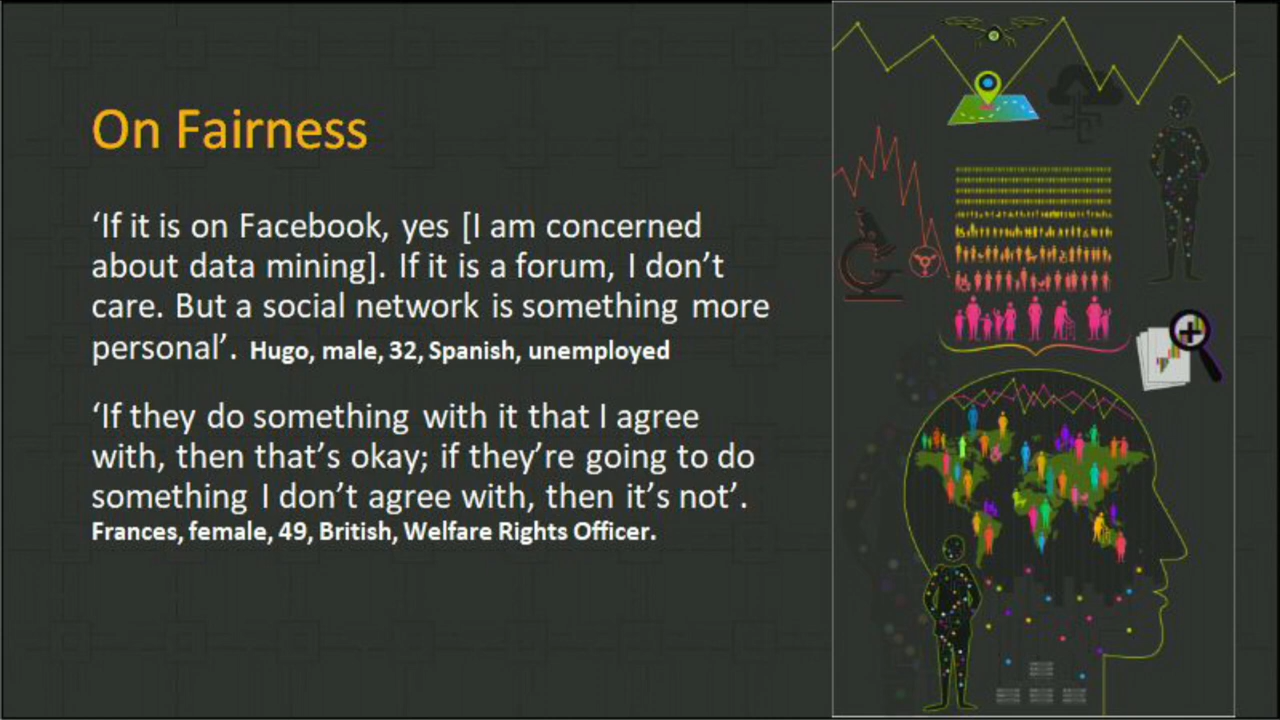 On Fairness
‘If it is on Facebook, yes [I am concerned
about data mining]. If it is a forum, I don’t
care. But a social network is something more
personal’. Hugo, male, 32, Spanish, unemployed
‘If they do something with it that I agree
with, then that’s okay; if they’re going to do
something I don’t agree with, then it’s not’.
Frances, female, 49, British, Welfare Rights Officer.